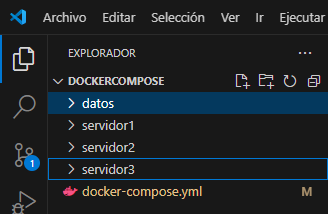 Archivo Editar Selección Ver Ir Ejecutar
EXPLORADOR
DOCKERCOMPOSE
datos
servidor1
servidor2
servidor3
docker-compose.yml M
1